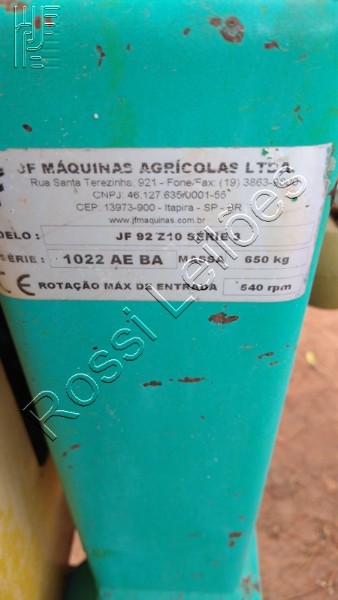 JF MÁQUINAS AGRÍCOLAS LTDA.
Rua Santa Terezinha, 921 - Fone/Fax: (19) 3863-
CNPJ: 46.127.635/0001-55
CEP: 13973-900 - Itapira - SP - BR
www.jfmaquinas.com.br
DELO : JF 92 Z10 SÉRIE
SÉRIE : 1022 AE BA MASSA 650 kg
CE ROTAÇÃO MÁX DE ENTRADA 540 rpm
Rossi Leilões